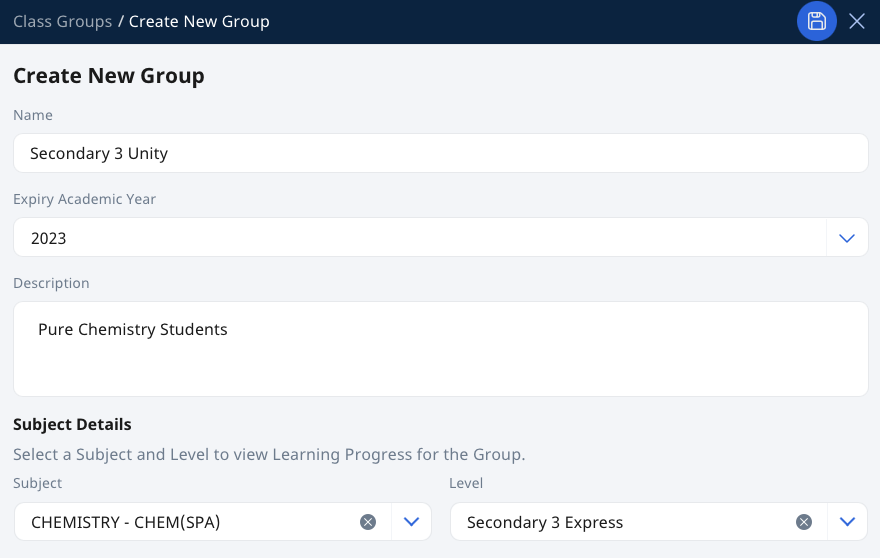 Class Groups / Create New Group
Create New Group
Name
Secondary 3 Unity
Expiry Academic Year
2023
Description
Pure Chemistry Students
Subject Details
Select a Subject and Level to view Learning Progress for the Group.
Subject Level
CHEMISTRY - CHEM(SPA) Secondary 3 Express